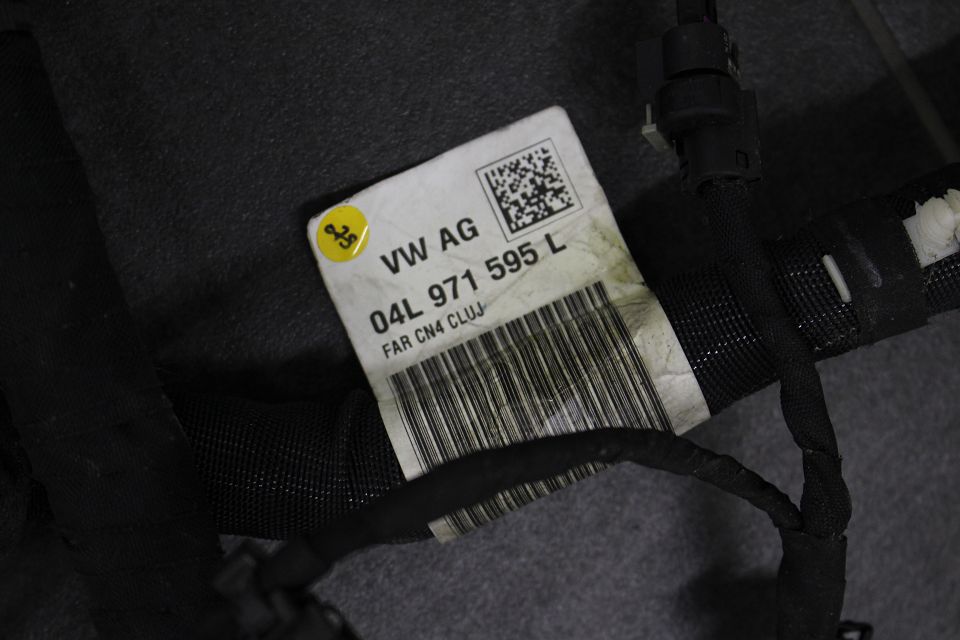 VW AG
04L 971 595 L
FAR CN4 CLUJ